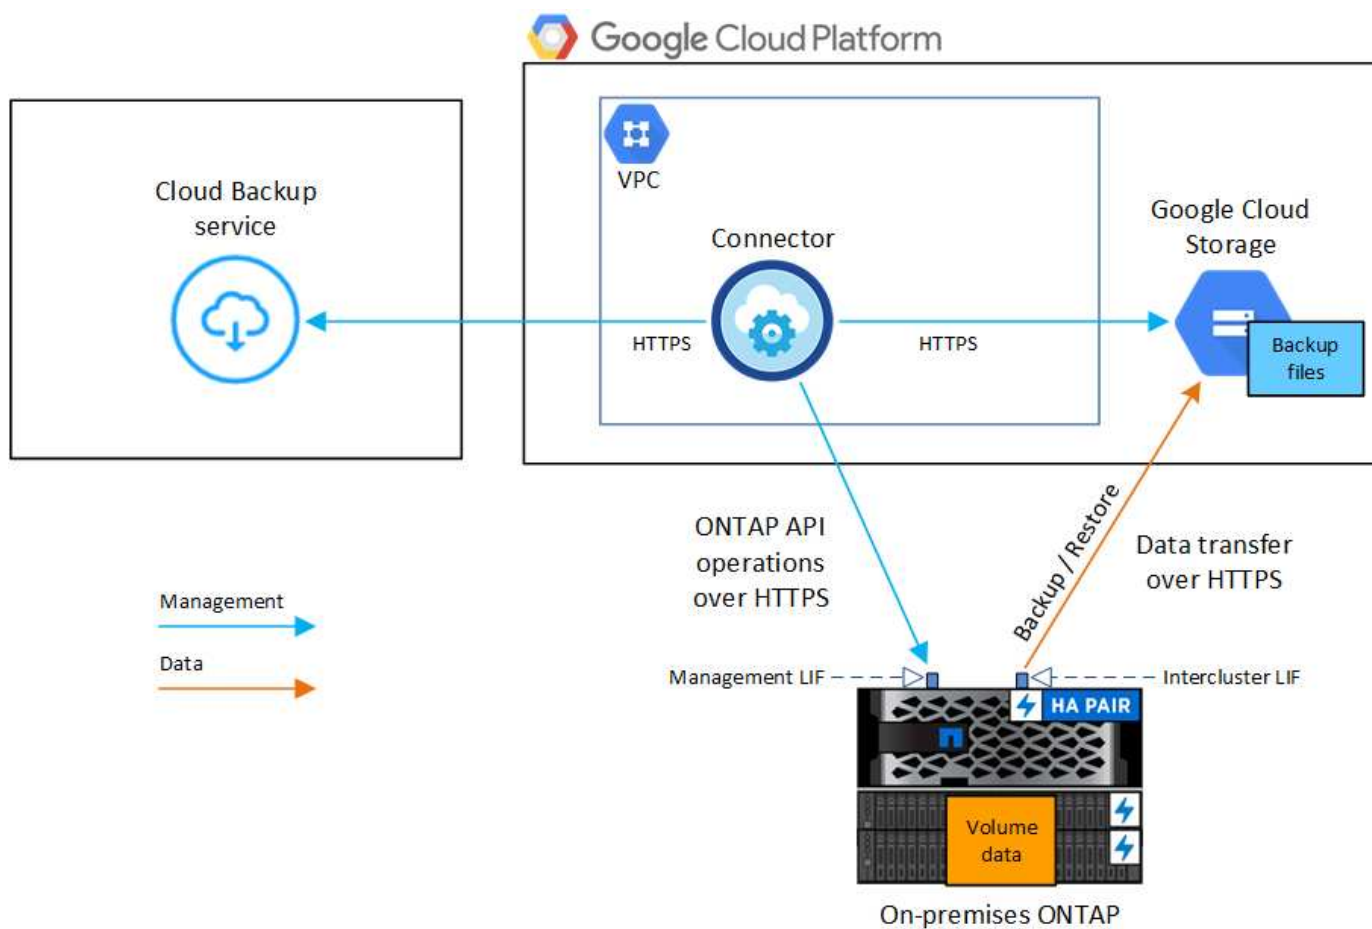 Google Cloud Platform
Cloud Backup
service
VPC
Connector
Google Cloud
Storage
HTTPS
HTTPS
Backup
files
ONTAP API
operations
over HTTPS
Backup / Restore
Data transfer
over HTTPS
Management
Data
Management LIF
Intercluster LIF
HA PAIR
Volume
data
On-premises ONTAP